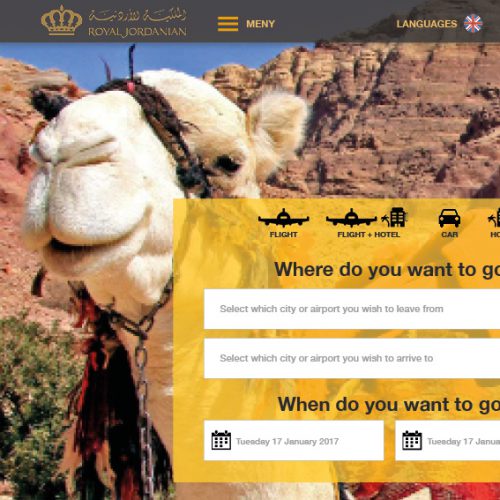 الملكية الأردنية
ROYAL JORDANIAN
MENY
LANGUAGES
FLIGHT
FLIGHT + HOTEL
CAR
HO
Where do you want to go
Select which city or airport you wish to leave from
Select which city or airport you wish to arrive to
When do you want to go
Tuesday 17 January 2017
Tuesday 17 Janua